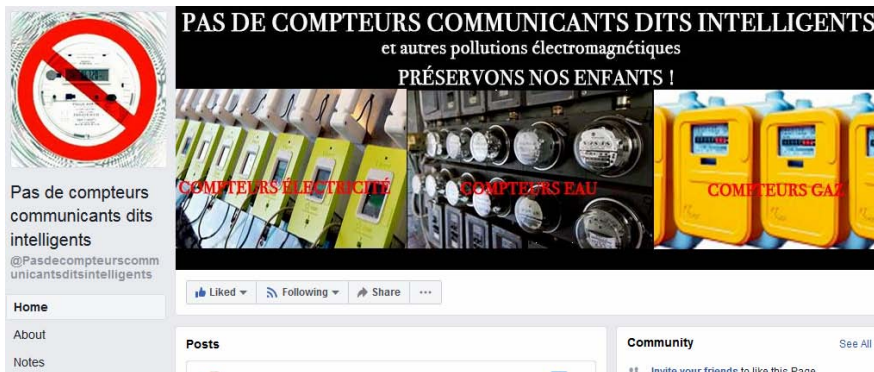 PAS DE COMPTEURS COMMUNICANTS DITS INTELLIGENTS
et autres pollutions électromagnétiques
PRÉSERVONS NOS ENFANTS !
COMPTEURS ÉLECTRICITÉ
COMPTEURS EAU
COMPTEURS GAZ
Pas de compteurs
communicants dits
intelligents
@Pasdecompteurscomm
unicantsditsintelligents
Home
About
Notes
Liked
Following
Share
Posts
Community
See All
Invite your friends to like this Page